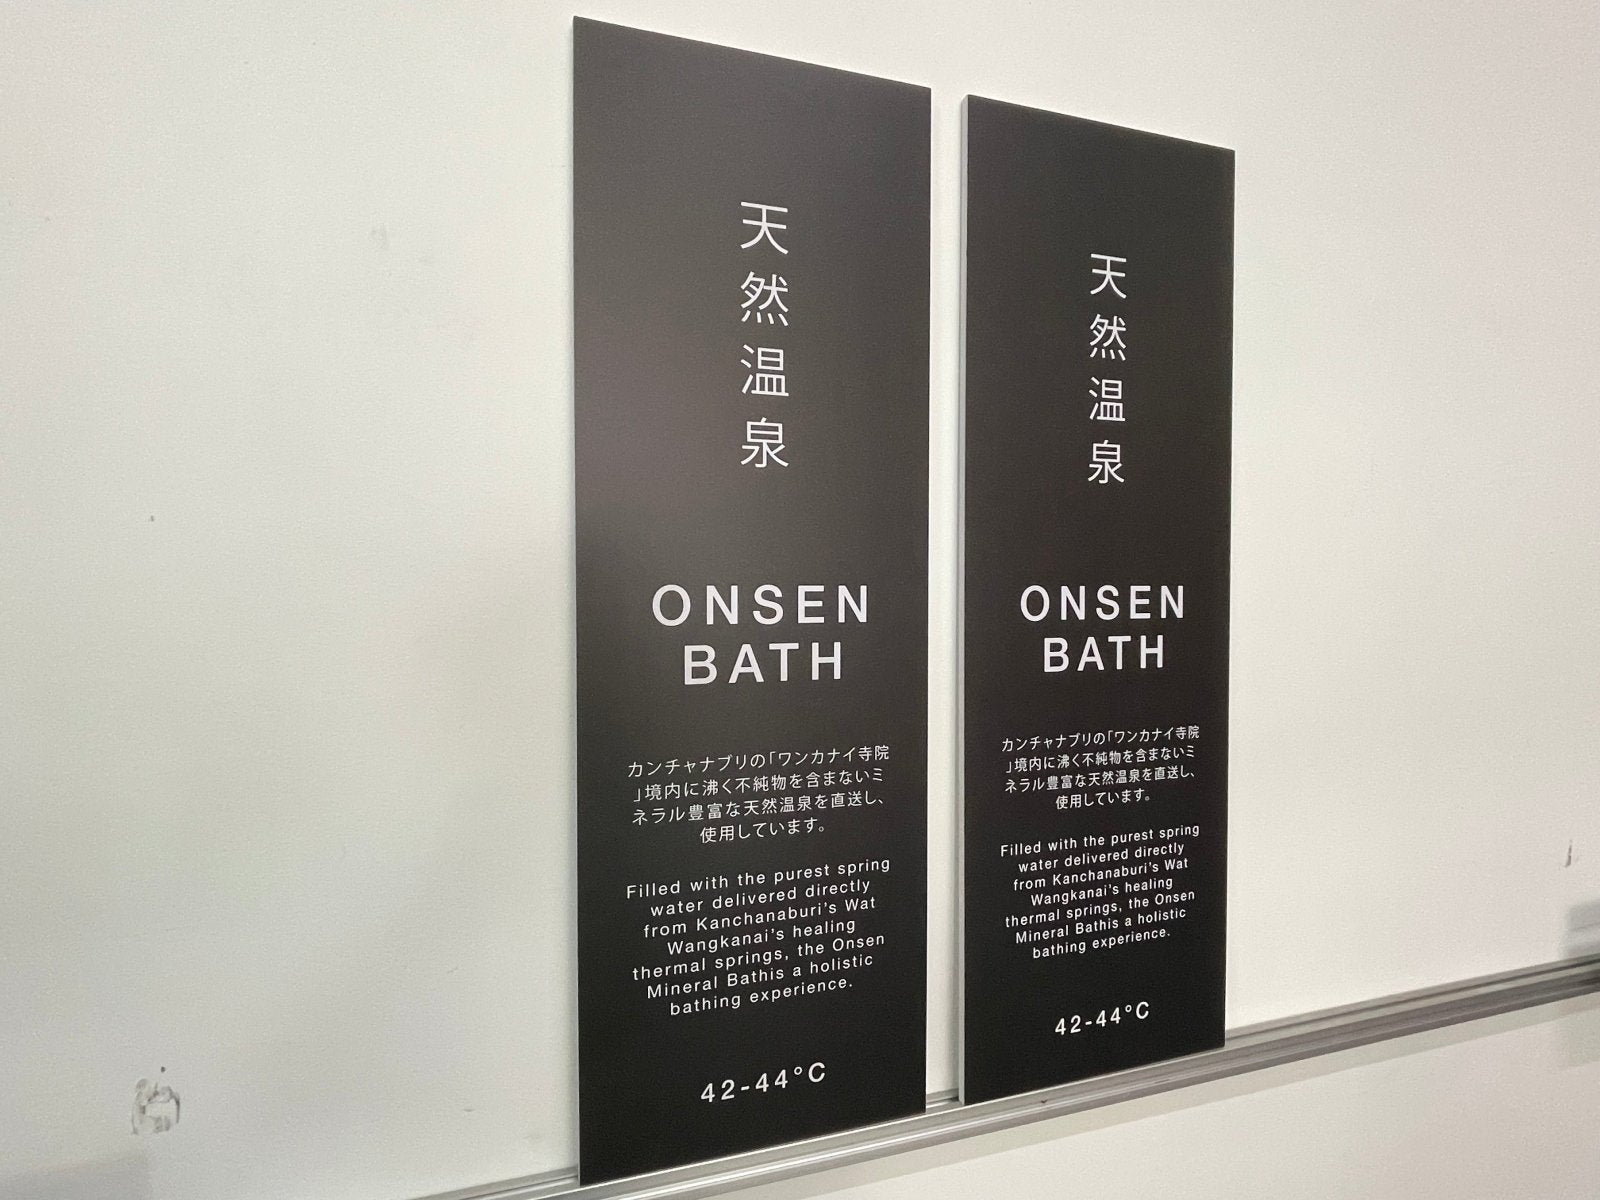 天然温泉
ONSEN
BATH
カンチャナブリの「ワンカナイ寺院
」境内に沸く不純物を含まないミ
ネラル豊富な天然温泉を直送し、
使用しています。
Filled with the purest spring
water delivered directly
from Kanchanaburi's Wat
Wangkanai's healing
thermal springs, the Onsen
Mineral Bathis a holistic
bathing experience.
42-44°C
天然温泉
ONSEN
BATH
カンチャナブリの「ワンカナイ寺院
」境内に沸く不純物を含まないミ
ネラル豊富な天然温泉を直送し、
使用しています。
Filled with the purest spring
water delivered directly
from Kanchanaburi's Wat
Wangkanai's healing
thermal springs, the Onsen
Mineral Bathis a holistic
bathing experience.
42-44°C